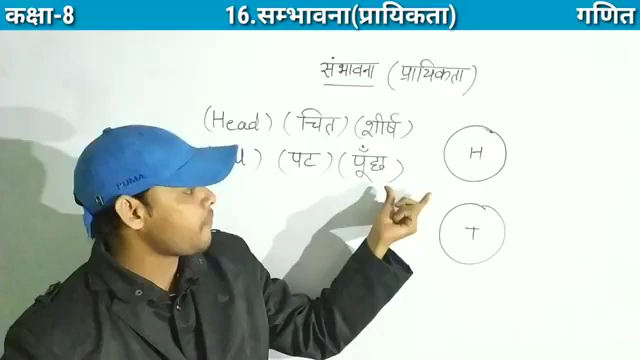 कक्षा-8 16.सम्भावना(प्रायिकता) गणित
संभावना (प्रायिकता)
(Head) (चित) (शीर्ष)
(पट) (पूँछ)
H
T
PUMA